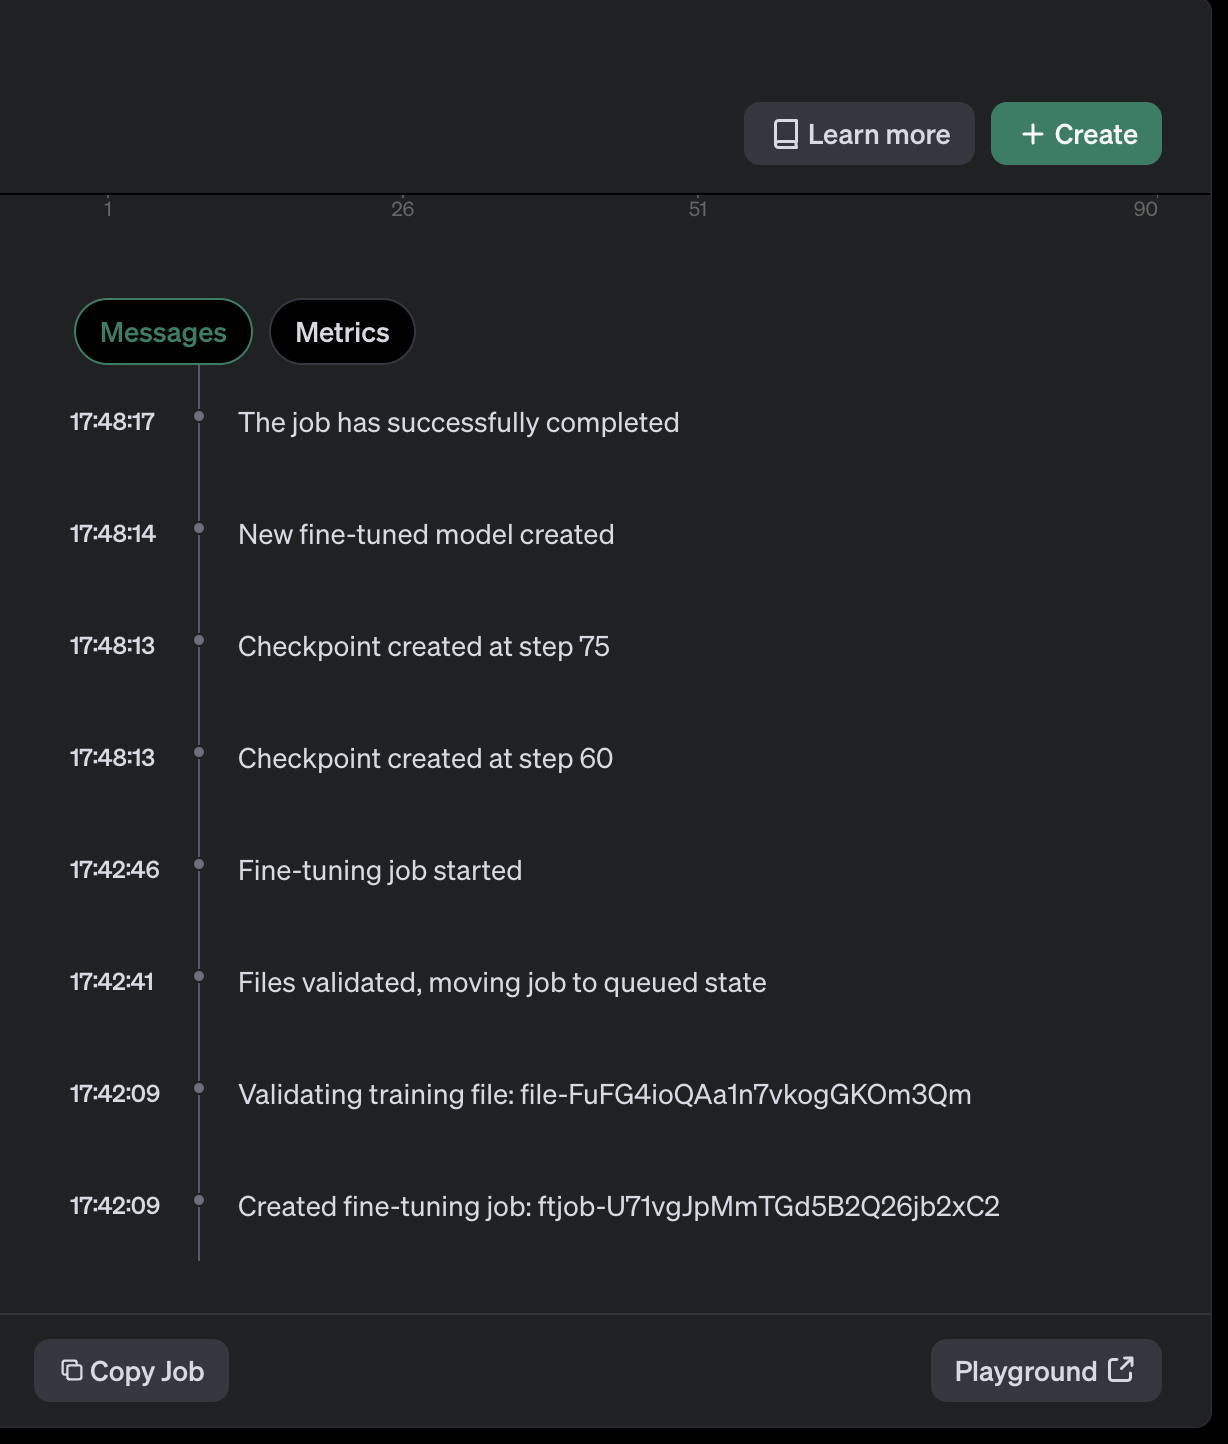 Learn more
+ Create
1 26 51 90
Messages Metrics
17:48:17 The job has successfully completed
17:48:14 New fine-tuned model created
17:48:13 Checkpoint created at step 75
17:48:13 Checkpoint created at step 60
17:42:46 Fine-tuning job started
17:42:41 Files validated, moving job to queued state
17:42:09 Validating training file: file-FuFG4ioQAa1n7vkogGKOm3Qm
17:42:09 Created fine-tuning job: ftjob-U71vgJpMmTGd5B2Q26jb2xC2
Copy Job Playground